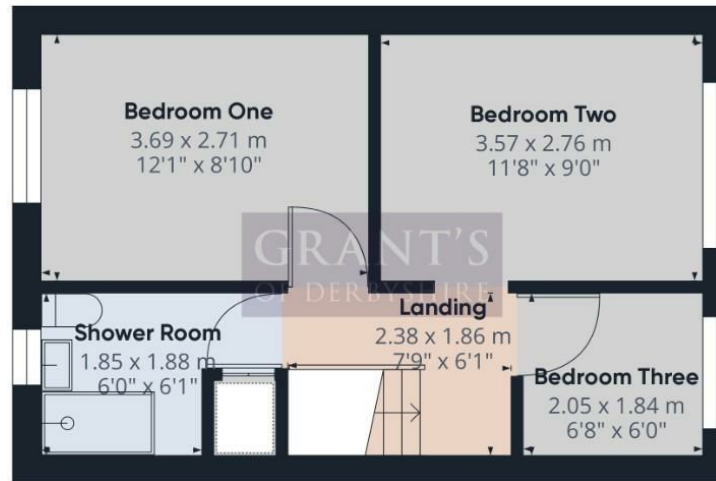 Bedroom One
3.69 x 2.71 m
12'1" x 8'10"
Bedroom Two
3.57 x 2.76 m
11'8" x 9'0"
GRANT'S
OF DERBYSHIRE
Landing
2.38 x 1.86 m
7'9" x 6'1"
Shower Room
1.85 x 1.88 m
6'0" x 6'1"
Bedroom Three
2.05 x 1.84 m
6'8" x 6'0"